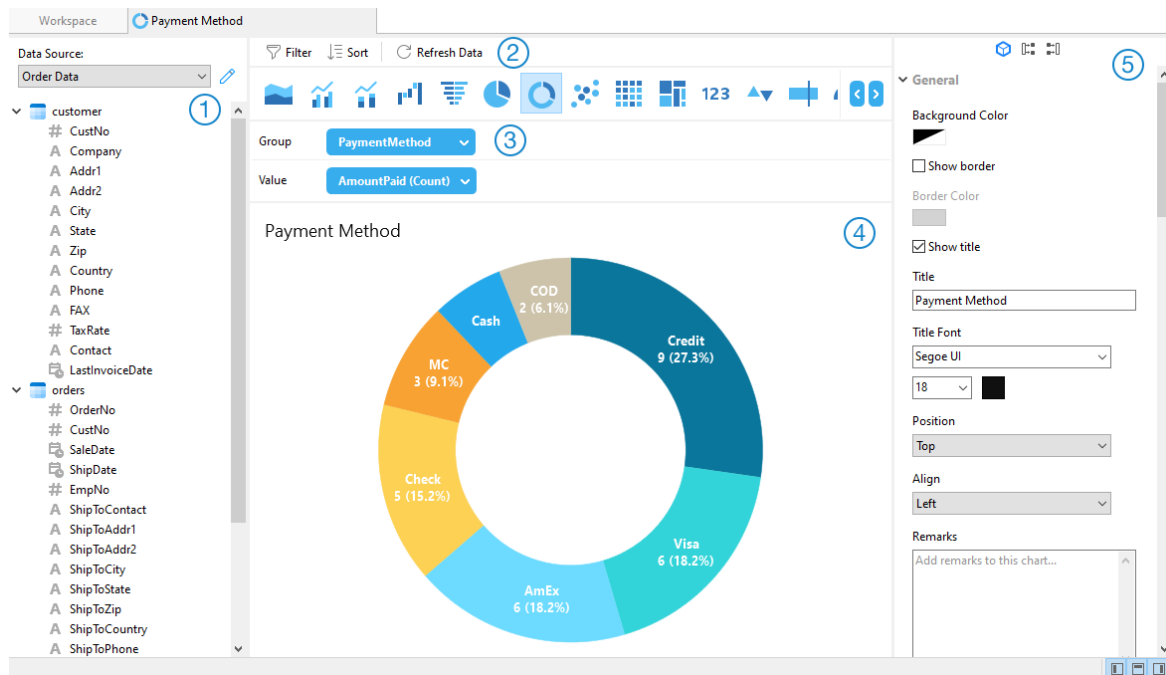 Workspace
Payment Method
Data Source:
Order Data
1
customer
# CustNo
A Company
A Addr1
A Addr2
A City
A State
A Zip
A Country
A Phone
A FAX
# TaxRate
A Contact
LastInvoiceDate
orders
# OrderNo
# CustNo
SaleDate
ShipDate
# EmpNo
A ShipToContact
A ShipToAddr1
A ShipToAddr2
A ShipToCity
A ShipToState
A ShipToZip
A ShipToCountry
A ShipToPhone
Filter
Sort
Refresh Data
2
123
Group
PaymentMethod
3
Value
AmountPaid (Count)
Payment Method
4
COD
2 (6.1%)
Cash
Credit
9 (27.3%)
MC
3 (9.1%)
Check
5 (15.2%)
Visa
6 (18.2%)
AmEx
6 (18.2%)
5
General
Background Color
Show border
Border Color
Show title
Title
Payment Method
Title Font
Segoe UI
18
Position
Top
Align
Left
Remarks
Add remarks to this chart...